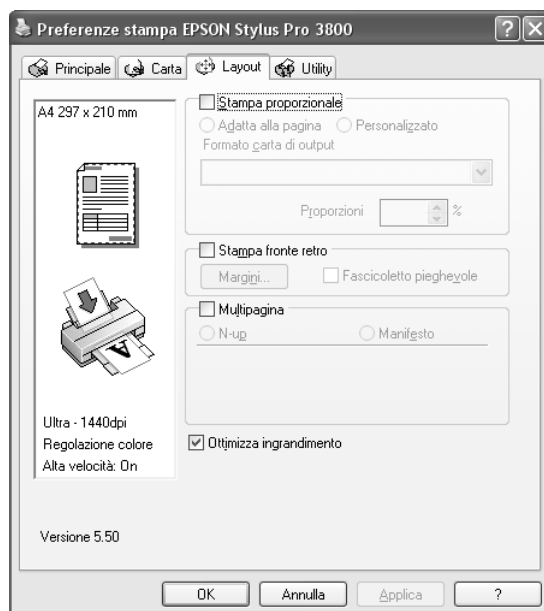 Preferenze stampa EPSON Stylus Pro 3800
Principale Carta Layout Utility
A4 297 x 210 mm
Stampa proporzionale
Adatta alla pagina Personalizzato
Formato carta di output
Proporzioni %
Stampa fronte retro
Margini... Fascicoletto pieghevole
Multipagina
N-up Manifesto
Ultra - 1440dpi
Regolazione colore
Alta velocità: On
Ottimizza ingrandimento
Versione 5.50
OK Annulla Applica ?